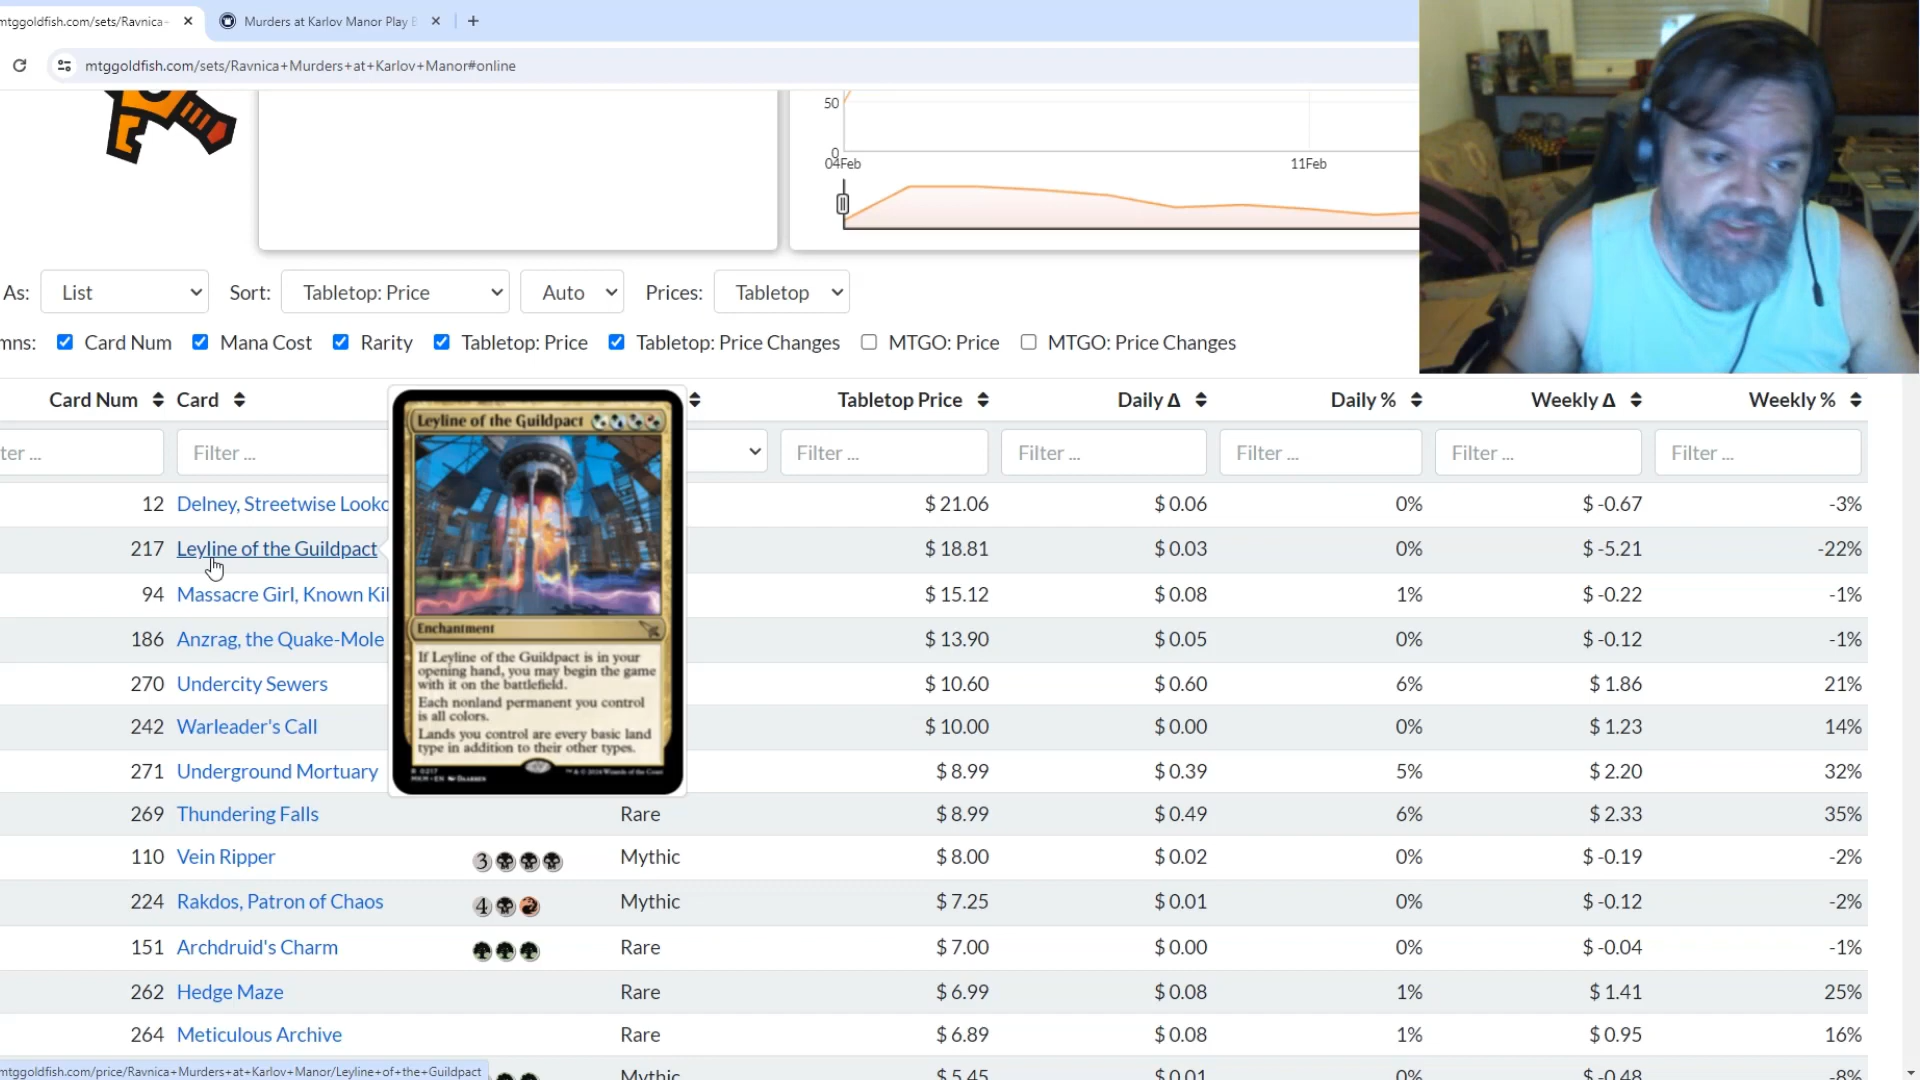 mtggoldfish.com/sets/Ravnica
Murders at Karlov Manor Play B
mtggoldfish.com/sets/Ravnica+Murders+at+Karlov+Manor#online
50
0
04Feb
11Feb
As:
List
Sort:
Tabletop: Price
Auto
Prices:
Tabletop
mns:
Card Num
Mana Cost
Rarity
Tabletop: Price
Tabletop: Price Changes
MTGO: Price
MTGO: Price Changes
Card Num Card Tabletop Price Daily Δ Daily % Weekly Δ Weekly %
ter ... Filter ... Filter ... Filter ... Filter ... Filter ... Filter ...
12 Delney, Streetwise Lookc $ 21.06 $ 0.06 0% $ -0.67 -3%
217 Leyline of the Guildpact $ 18.81 $ 0.03 0% $ -5.21 -22%
94 Massacre Girl, Known Kil $ 15.12 $ 0.08 1% $ -0.22 -1%
186 Anzrag, the Quake-Mole $ 13.90 $ 0.05 0% $ -0.12 -1%
270 Undercity Sewers $ 10.60 $ 0.60 6% $ 1.86 21%
242 Warleader's Call $ 10.00 $ 0.00 0% $ 1.23 14%
271 Underground Mortuary $ 8.99 $ 0.39 5% $ 2.20 32%
269 Thundering Falls Rare $ 8.99 $ 0.49 6% $ 2.33 35%
110 Vein Ripper 3 Mythic $ 8.00 $ 0.02 0% $ -0.19 -2%
224 Rakdos, Patron of Chaos 4 Mythic $ 7.25 $ 0.01 0% $ -0.12 -2%
151 Archdruid's Charm Rare $ 7.00 $ 0.00 0% $ -0.04 -1%
262 Hedge Maze Rare $ 6.99 $ 0.08 1% $ 1.41 25%
264 Meticulous Archive Rare $ 6.89 $ 0.08 1% $ 0.95 16%
Mythic $ 5.45 $ 0.01 0% $ -0.48 -8%
Leyline of the Guildpact
Enchantment
If Leyline of the Guildpact is in your
opening hand, you may begin the game
with it on the battlefield.
Each nonland permanent you control
is all colors.
Lands you control are every basic land
type in addition to their other types.
R 0217
MKM • EN
mtggoldfish.com/price/Ravnica+Murders+at+Karlov+Manor/Leyline+of+the+Guildpact